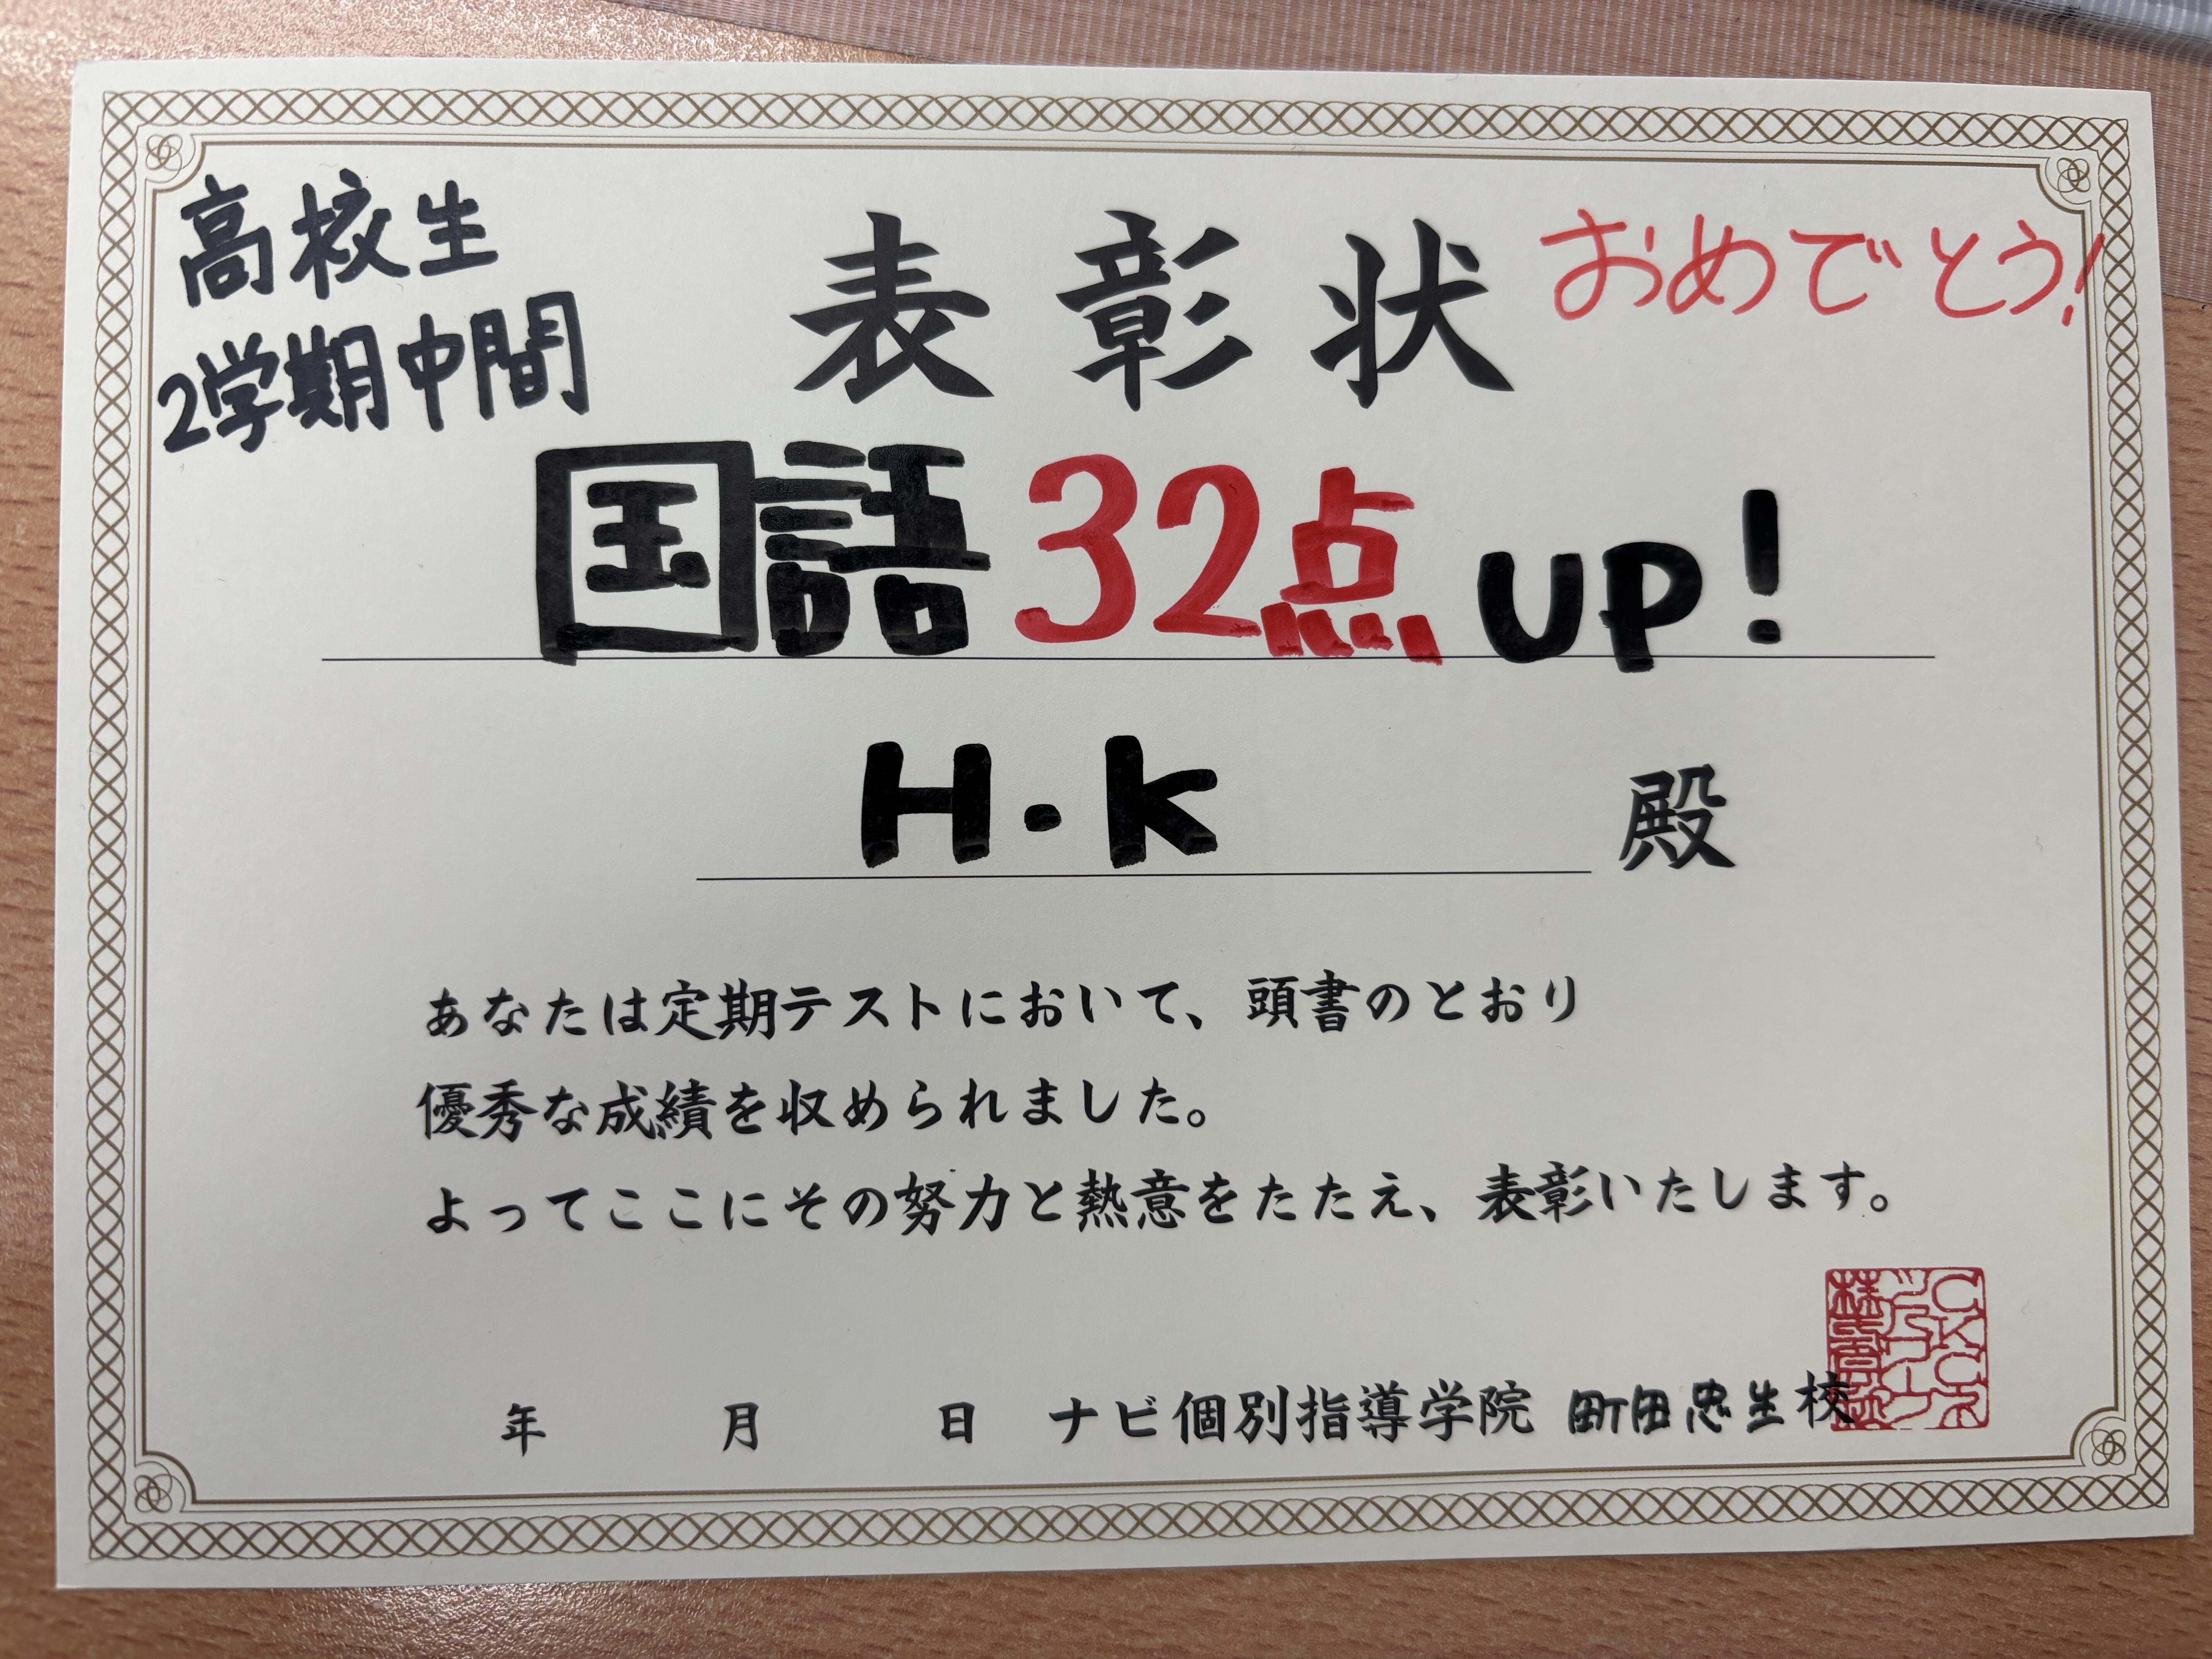 高校生
2学期中間
表彰状
おめでとう!
国語32点UP!
H・K 殿
あなたは定期テストにおいて、頭書のとおり
優秀な成績を収められました。
よってここにその努力と熱意をたたえ、表彰いたします。
年 月 日 ナビ個別指導学院 町田忠生校